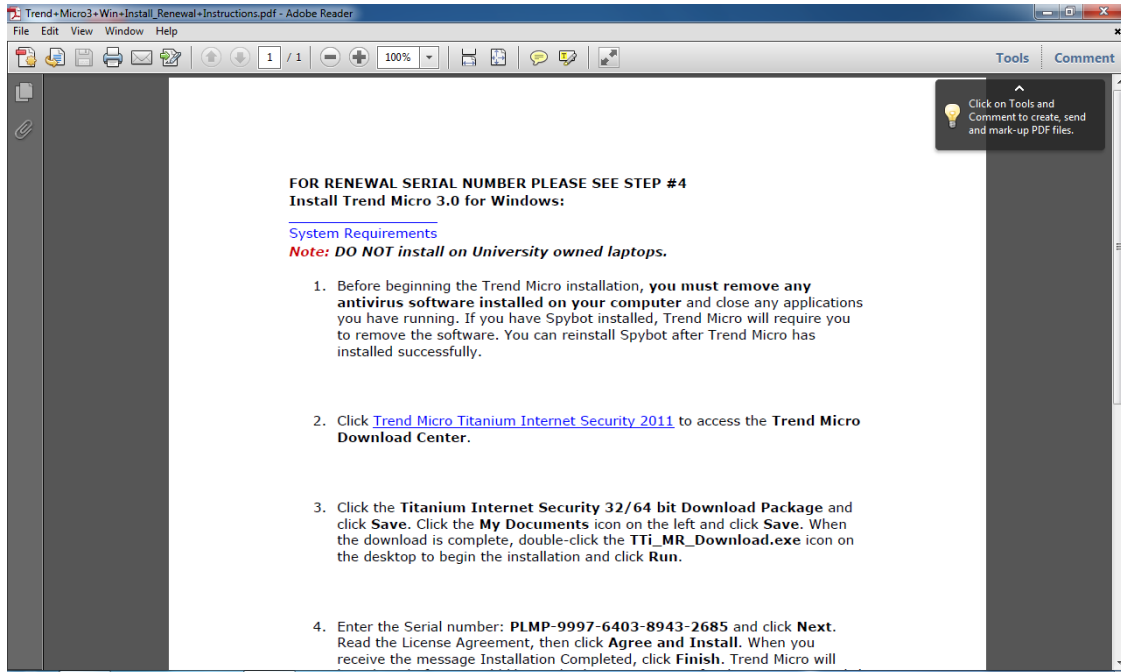 Trend+Micro3+Win+Install_Renewal+Instructions.pdf - Adobe Reader
File Edit View Window Help
1 / 1 100% Tools Comment
Click on Tools and
Comment to create, send
and mark-up PDF files.
FOR RENEWAL SERIAL NUMBER PLEASE SEE STEP #4
Install Trend Micro 3.0 for Windows:
System Requirements
Note: DO NOT install on University owned laptops.
1. Before beginning the Trend Micro installation, you must remove any
antivirus software installed on your computer and close any applications
you have running. If you have Spybot installed, Trend Micro will require you
to remove the software. You can reinstall Spybot after Trend Micro has
installed successfully.
2. Click Trend Micro Titanium Internet Security 2011 to access the Trend Micro
Download Center.
3. Click the Titanium Internet Security 32/64 bit Download Package and
click Save. Click the My Documents icon on the left and click Save. When
the download is complete, double-click the TTi_MR_Download.exe icon on
the desktop to begin the installation and click Run.
4. Enter the Serial number: PLMP-9997-6403-8943-2685 and click Next.
Read the License Agreement, then click Agree and Install. When you
receive the message Installation Completed, click Finish. Trend Micro will